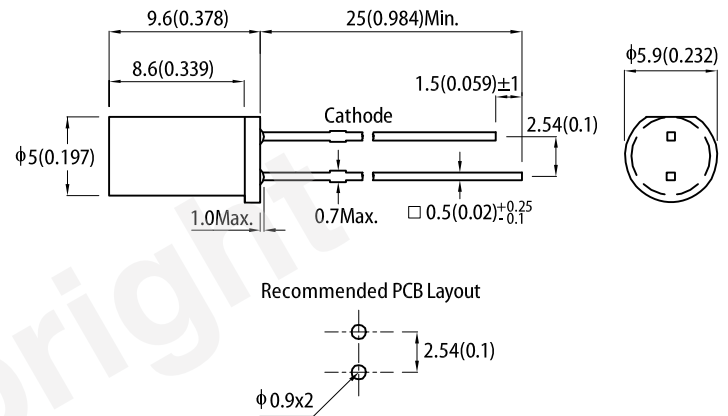 9.6(0.378)
25(0.984)Min.
ϕ5.9(0.232)
8.6(0.339)
1.5(0.059)±1
Cathode
2.54(0.1)
ϕ5(0.197)
1.0Max.
0.7Max.
□ 0.5(0.02)+0.25 -0.1
Recommended PCB Layout
2.54(0.1)
ϕ0.9x2
bright